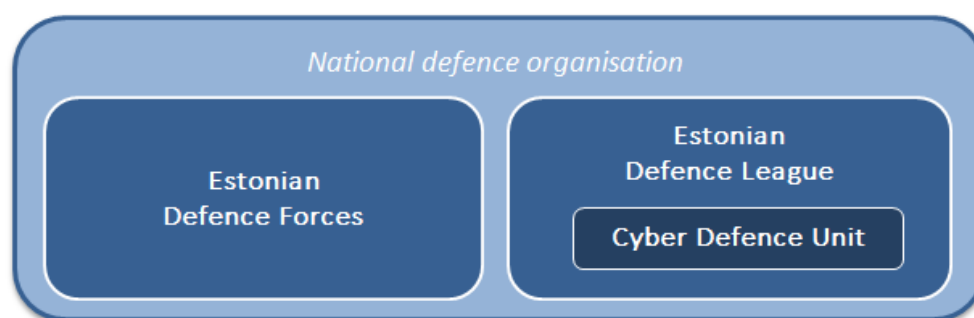 National defence organisation
Estonian
Defence Forces
Estonian
Defence League
Cyber Defence Unit